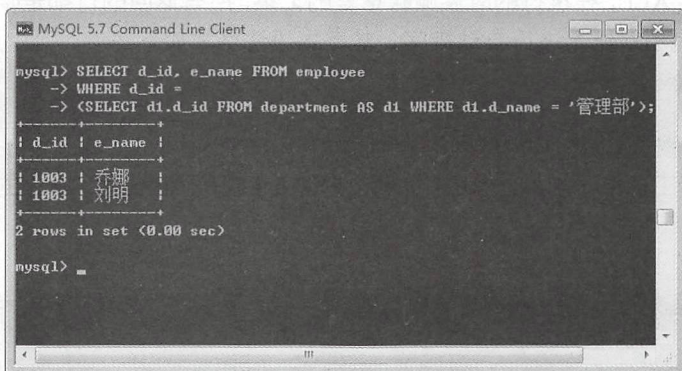 MySQL 5.7 Command Line Client
mysql> SELECT d_id, e_name FROM employee
    -> WHERE d_id =
    -> (SELECT d1.d_id FROM department AS d1 WHERE d1.d_name = '管理部');
+------+--------+
| d_id | e_name |
+------+--------+
| 1003 | 乔娜 |
| 1003 | 刘明 |
+------+--------+
2 rows in set (0.00 sec)
mysql>